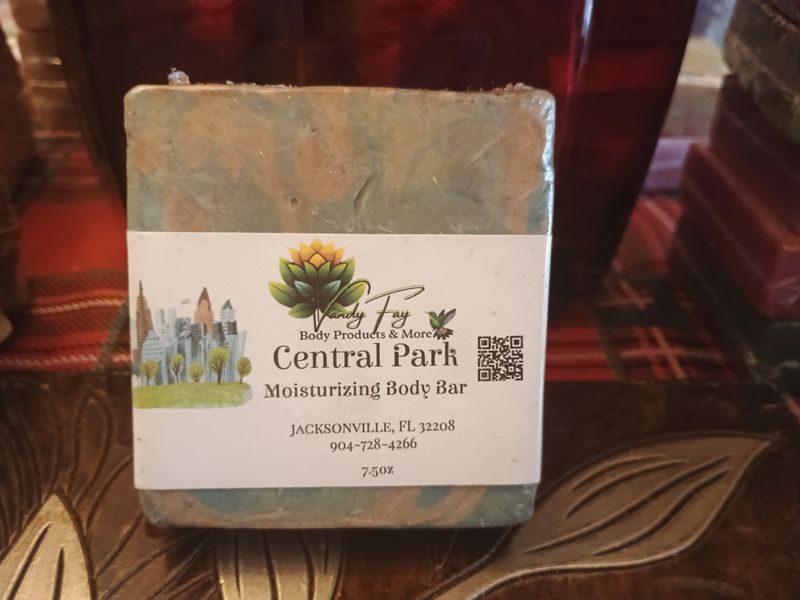 Vandy Fay
Body Products & More
Central Park
Moisturizing Body Bar
JACKSONVILLE, FL 32208
904-728-4266
7.5oz